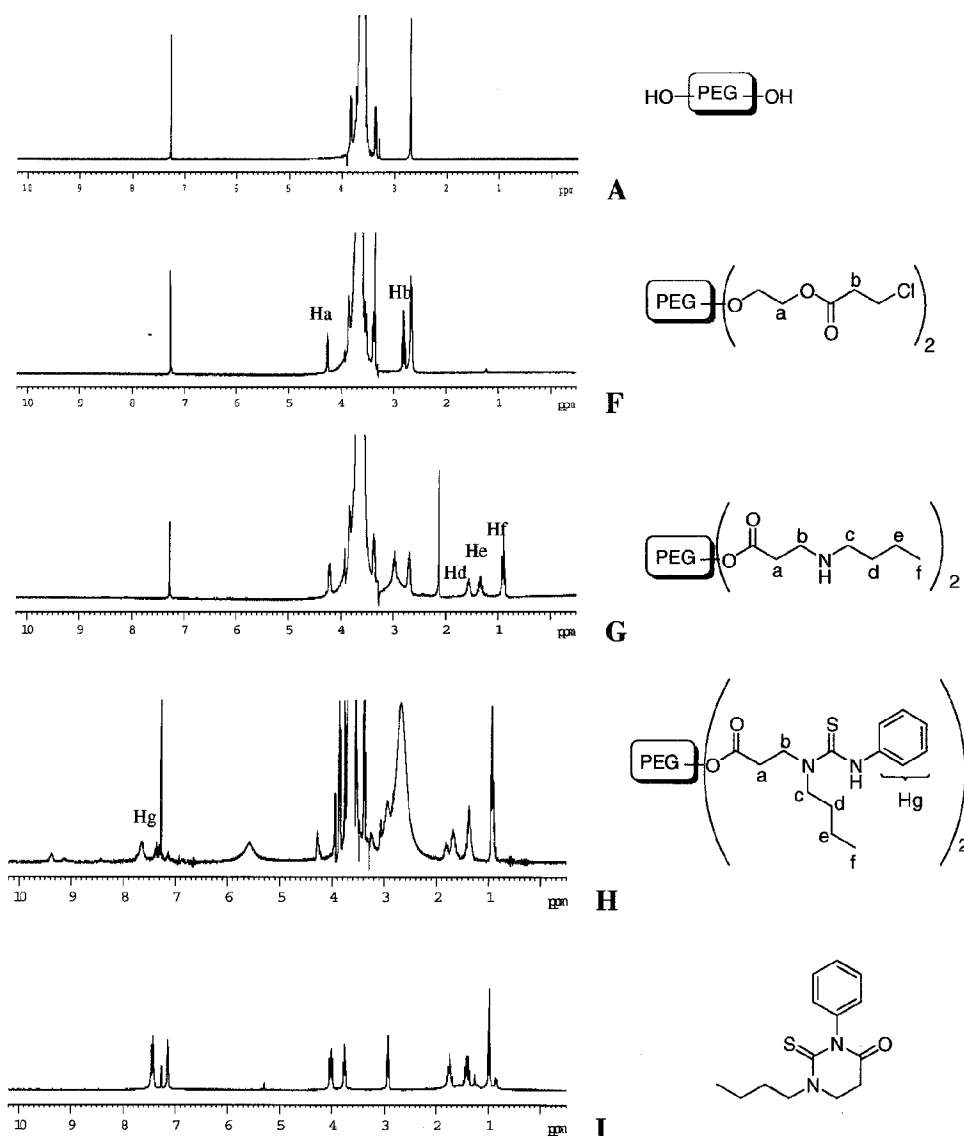 HO PEG OH
10 9 8 7 6 5 4 3 2 1 ppm
A
Ha Hb
PEG O a O O b Cl 2
10 9 8 7 6 5 4 3 2 1 ppm
F
Hd He Hf
PEG O O a b N H c d e f 2
10 9 8 7 6 5 4 3 2 1 ppm
G
Hg
PEG O O a b N S NH c d e f Hg 2
10 9 8 7 6 5 4 3 2 1 ppm
H
S N O N
10 9 8 7 6 5 4 3 2 1 ppm
I